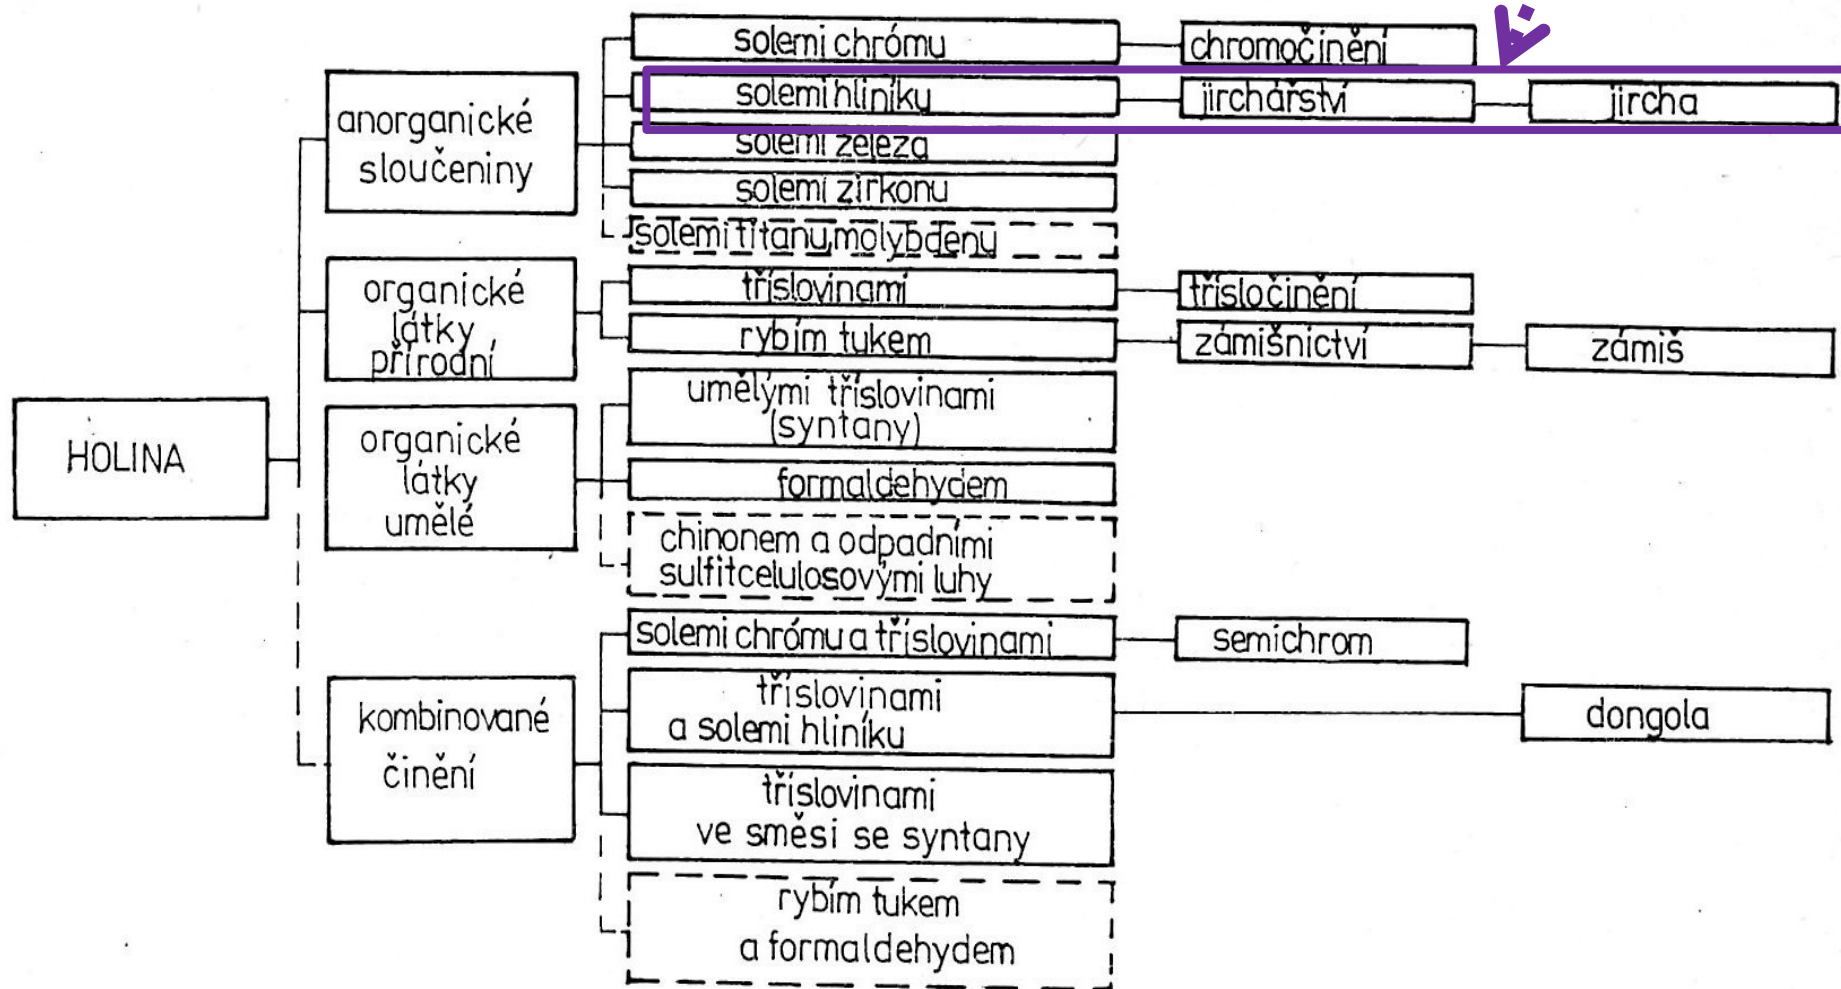 HOLINA
anorganické
sloučeniny
solemi chrómu
chromočinění
solemi hliníku
jirchářství
jircha
solemi železa
solemi zirkonu
solemi titanu, molybdenu
organické
látky
přírodní
tříslovinami
třísločinění
rybím tukem
zámišnictví
zámiš
organické
látky
umělé
umělými tříslovinami
(syntany)
formaldehydem
chinonem a odpadními
sulfitcelulosovými luhy
kombinované
činění
solemi chrómu a tříslovinami
semichrom
tříslovinami
a solemi hliníku
dongola
tříslovinami
ve směsi se syntany
rybím tukem
a formaldehydem